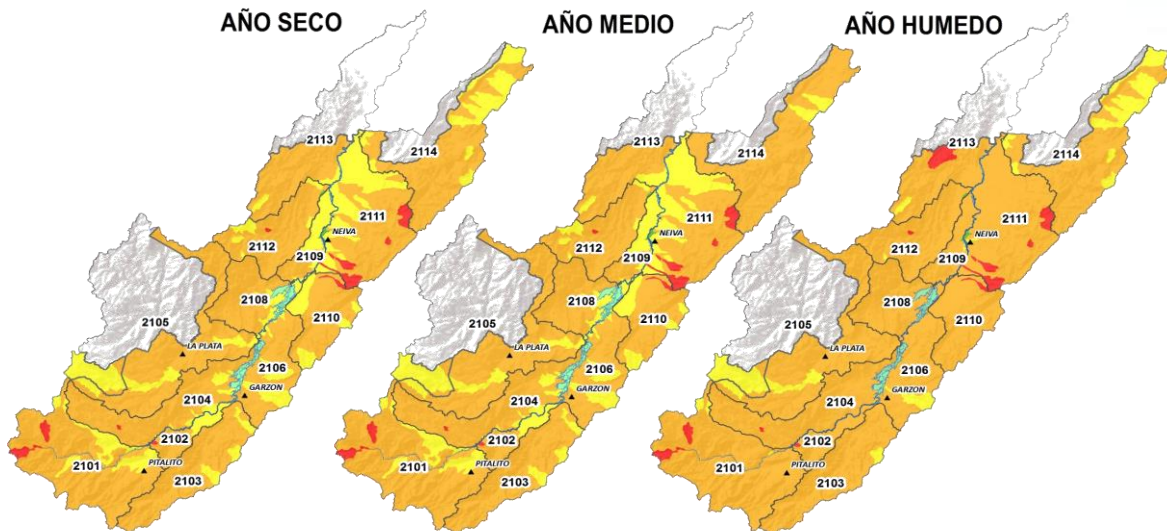 AÑO SECO
2113
2114
2111
NEIVA
2112
2109
2108
2110
2105
LA PLATA
2106
GARZON
2104
2102
2101
PITALITO
2103
AÑO MEDIO
2113
2114
2111
NEIVA
2112
2109
2108
2110
2105
LA PLATA
2106
GARZON
2104
2102
2101
PITALITO
2103
AÑO HUMEDO
2113
2114
2111
NEIVA
2112
2109
2108
2110
2105
LA PLATA
2106
GARZON
2104
2102
2101
PITALITO
2103